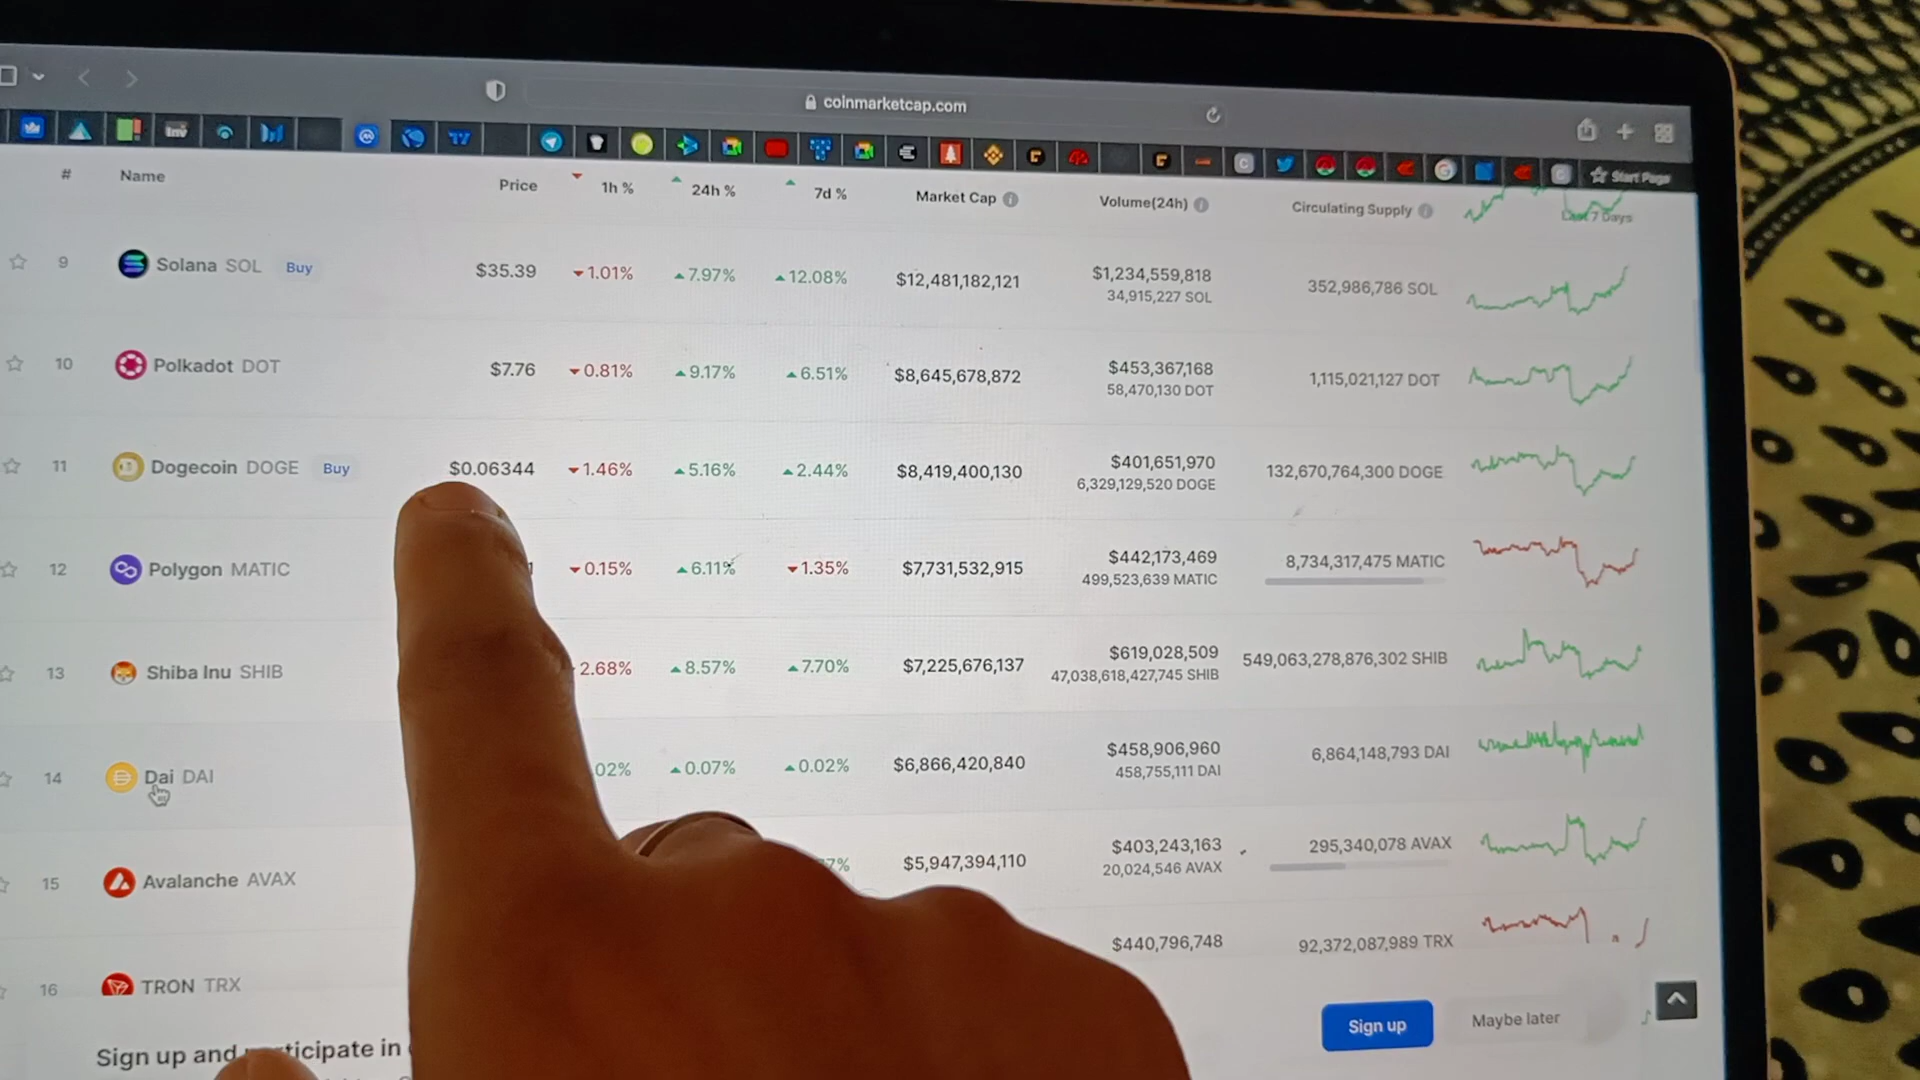 coinmarketcap.com
Inv
Start Page
# Name Price 1h % 24h % 7d % Market Cap Volume(24h) Circulating Supply Last 7 Days
9 Solana SOL Buy $35.39 1.01% 7.97% 12.08% $12,481,182,121 $1,234,559,818 352,986,786 SOL
34,915,227 SOL
10 Polkadot DOT $7.76 0.81% 9.17% 6.51% $8,645,678,872 $453,367,168 1,115,021,127 DOT
58,470,130 DOT
11 Dogecoin DOGE Buy $0.06344 1.46% 5.16% 2.44% $8,419,400,130 $401,651,970 132,670,764,300 DOGE
6,329,129,520 DOGE
12 Polygon MATIC 0.15% 6.11% 1.35% $7,731,532,915 $442,173,469 8,734,317,475 MATIC
499,523,639 MATIC
13 Shiba Inu SHIB 2.68% 8.57% 7.70% $7,225,676,137 $619,028,509 549,063,278,876,302 SHIB
47,038,618,427,745 SHIB
14 Dai DAI 02% 0.07% 0.02% $6,866,420,840 $458,906,960 6,864,148,793 DAI
458,755,111 DAI
15 Avalanche AVAX 7% $5,947,394,110 $403,243,163 295,340,078 AVAX
20,024,546 AVAX
16 TRON TRX $440,796,748 92,372,087,989 TRX
Sign up and participate in
Sign up
Maybe later